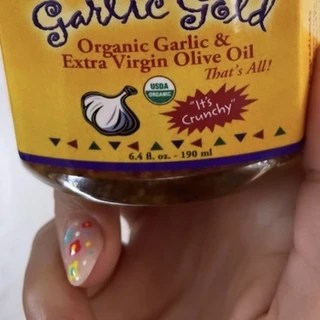 Garlic Gold
Organic Garlic &
Extra Virgin Olive Oil
That's All!
USDA
ORGANIC
"It's
Crunchy"
6.4 fl. oz. - 190 ml